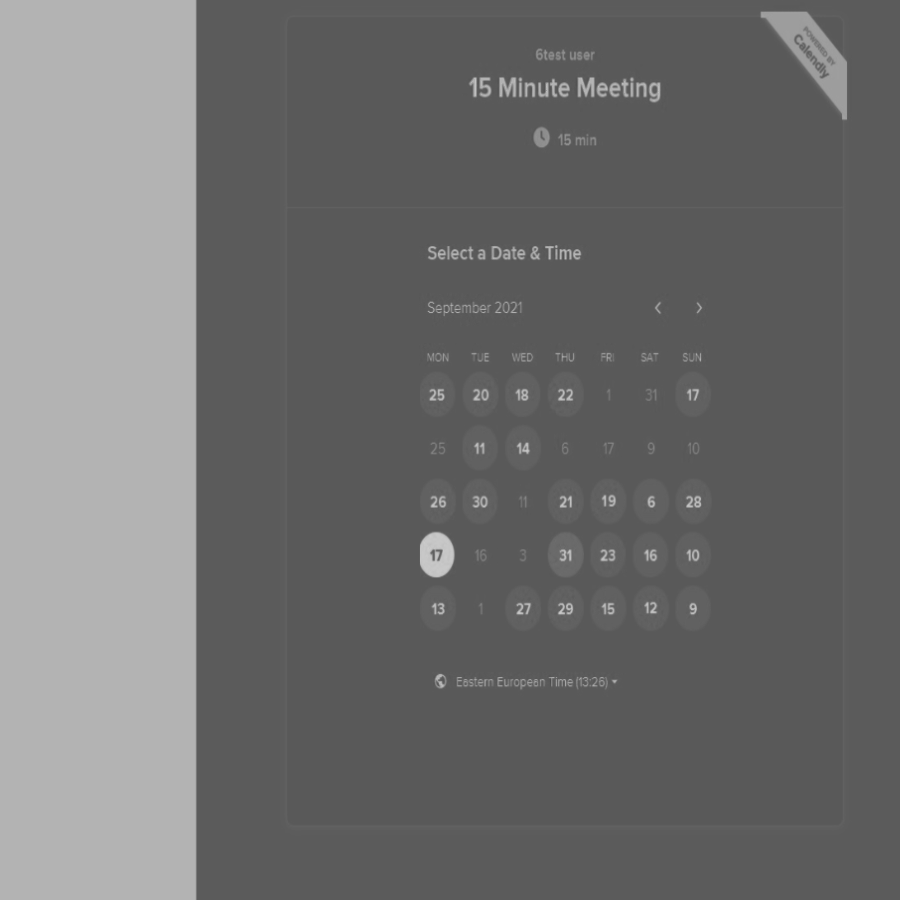 POWERED BY
Calendly
6test user
15 Minute Meeting
15 min
Select a Date & Time
September 2021
MON TUE WED THU FRI SAT SUN
25 20 18 22 1 31 17
25 11 14 6 17 9 10
26 30 11 21 19 6 28
17 16 3 31 23 16 10
13 1 27 29 15 12 9
Eastern European Time (13:26)